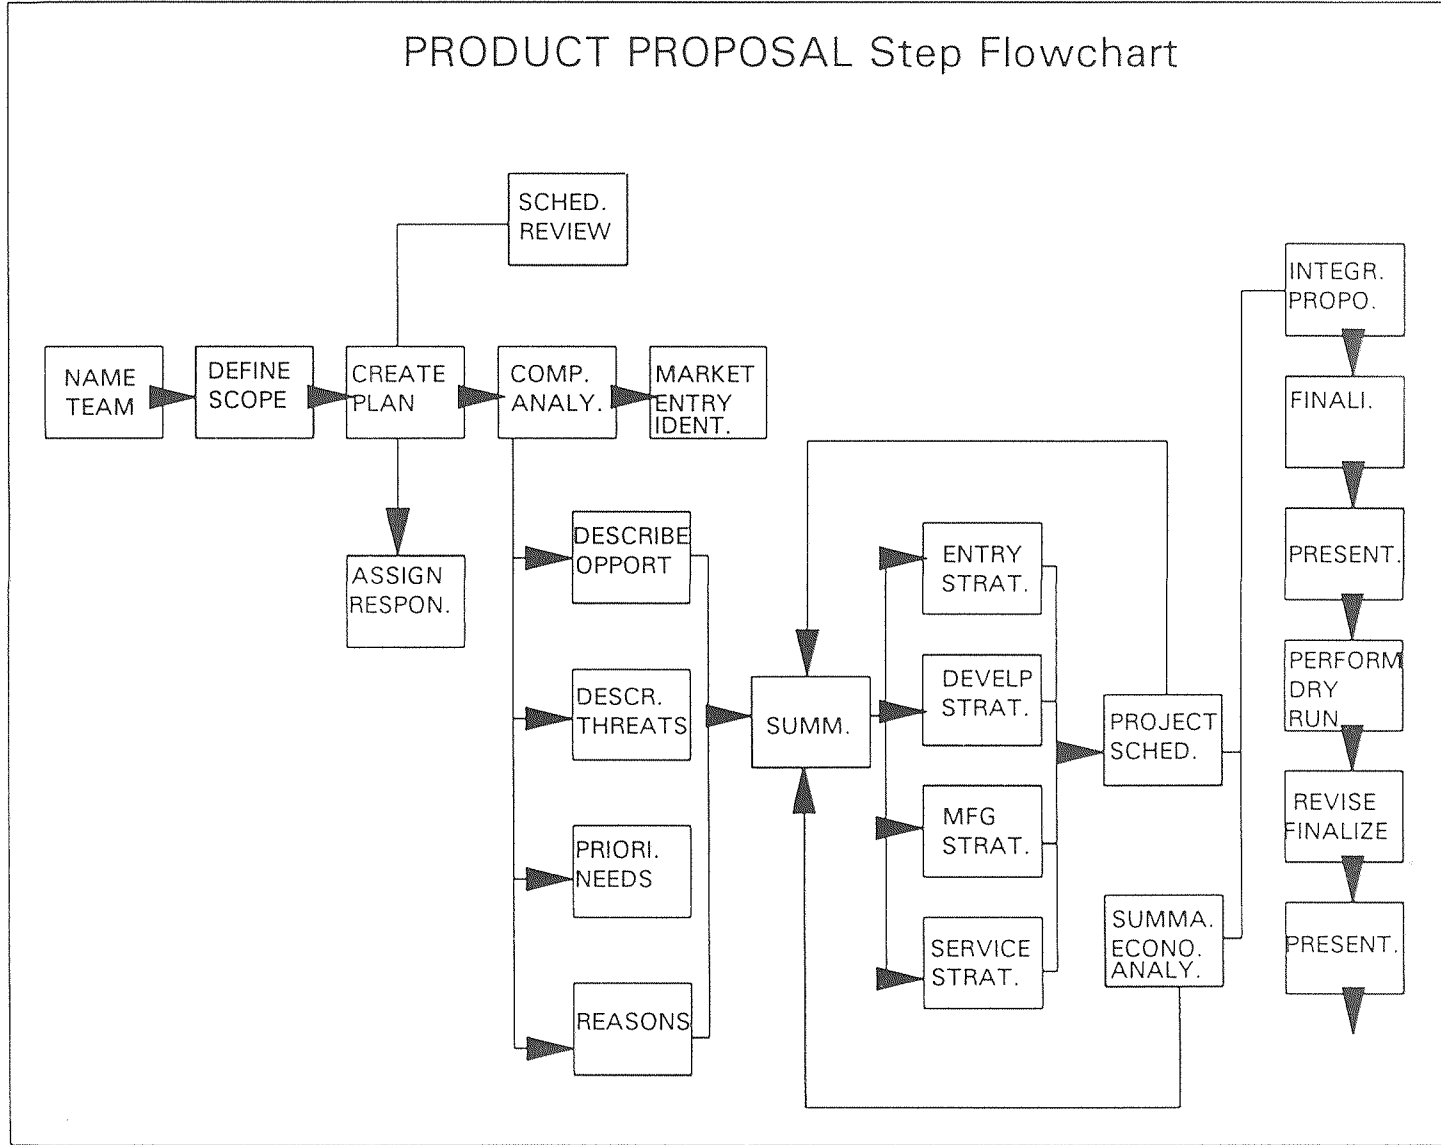 PRODUCT PROPOSAL Step Flowchart
SCHED.
REVIEW
NAME
TEAM
DEFINE
SCOPE
CREATE
PLAN
COMP.
ANALY.
MARKET
ENTRY
IDENT.
ASSIGN
RESPON.
DESCRIBE
OPPORT
DESCR.
THREATS
PRIORI.
NEEDS
REASONS
SUMM.
ENTRY
STRAT.
DEVELP
STRAT.
MFG
STRAT.
SERVICE
STRAT.
PROJECT
SCHED.
SUMMA.
ECONO.
ANALY.
INTEGR.
PROPO.
FINALI.
PRESENT.
PERFORM
DRY
RUN
REVISE
FINALIZE
PRESENT.